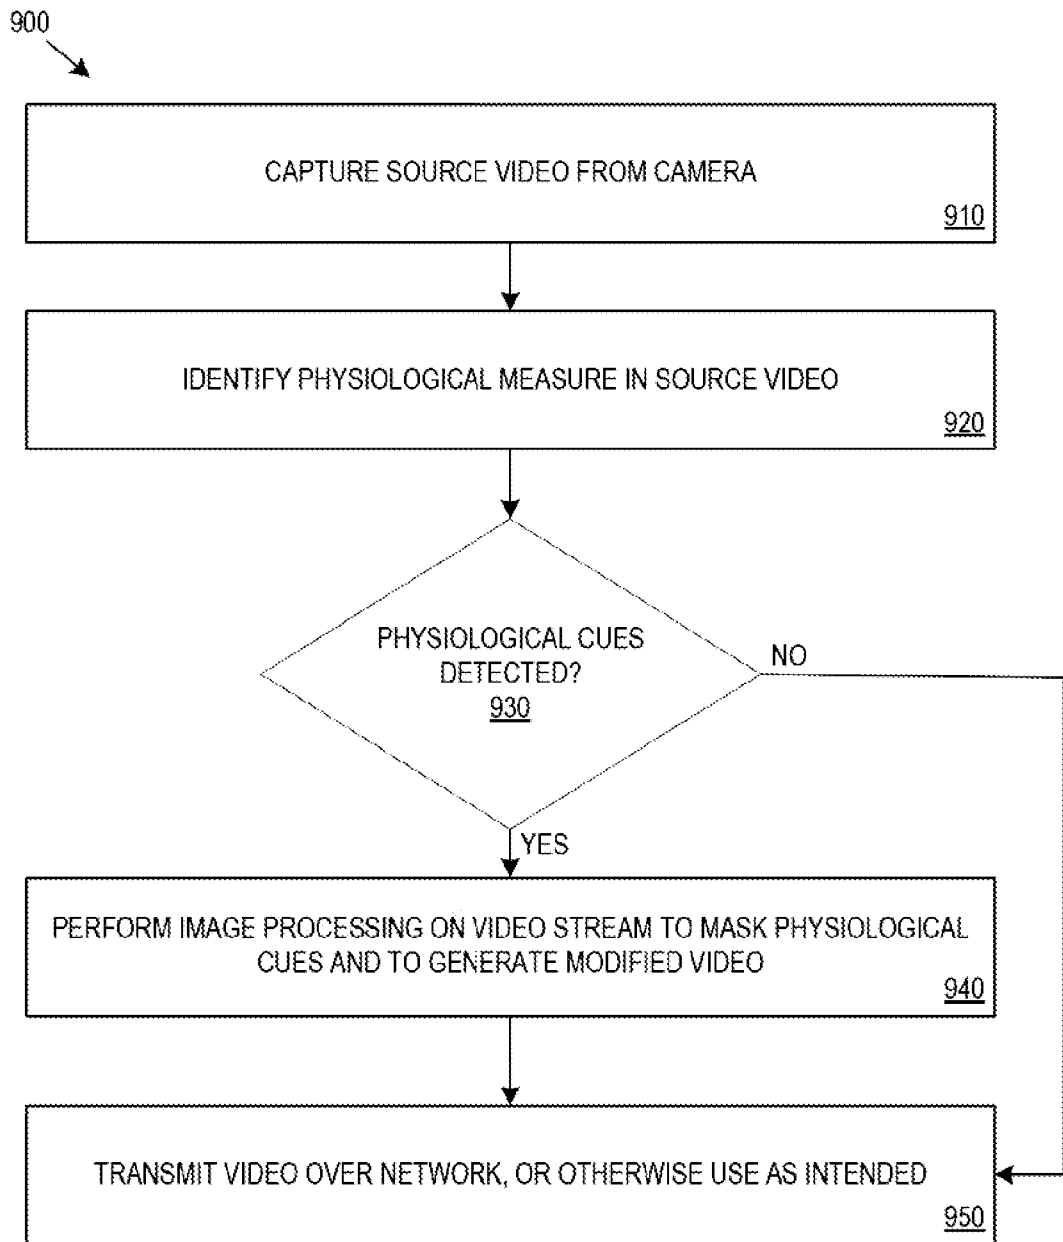 900
CAPTURE SOURCE VIDEO FROM CAMERA
910
IDENTIFY PHYSIOLOGICAL MEASURE IN SOURCE VIDEO
920
PHYSIOLOGICAL CUES
DETECTED?
930
NO
YES
PERFORM IMAGE PROCESSING ON VIDEO STREAM TO MASK PHYSIOLOGICAL
CUES AND TO GENERATE MODIFIED VIDEO
940
TRANSMIT VIDEO OVER NETWORK, OR OTHERWISE USE AS INTENDED
950